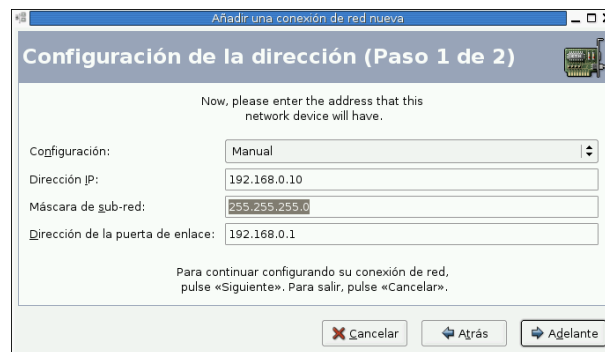 Añadir una conexión de red nueva
Configuración de la dirección (Paso 1 de 2)
Now, please enter the address that this
network device will have.
Configuración: Manual
Dirección IP: 192.168.0.10
Máscara de sub-red: 255.255.255.0
Dirección de la puerta de enlace: 192.168.0.1
Para continuar configurando su conexión de red,
pulse «Siguiente». Para salir, pulse «Cancelar».
Cancelar Atrás Adelante